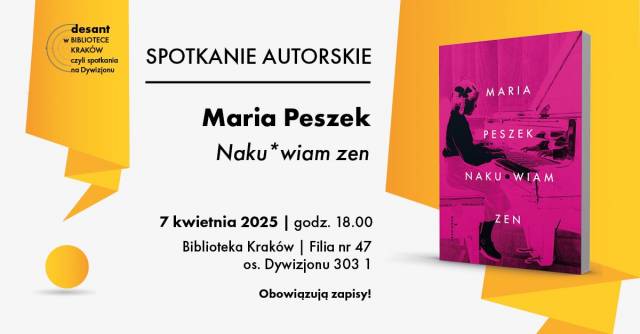 desant
w BIBLIOTECE
KRAKÓW
czyli spotkania
na Dywizjonu
SPOTKANIE AUTORSKIE
Maria Peszek
Naku*wiam zen
7 kwietnia 2025 | godz. 18.00
Biblioteka Kraków | Filia nr 47
os. Dywizjonu 303 1
Obowiązują zapisy!
MARIA
PESZEK
NAKU•WIAM
ZEN